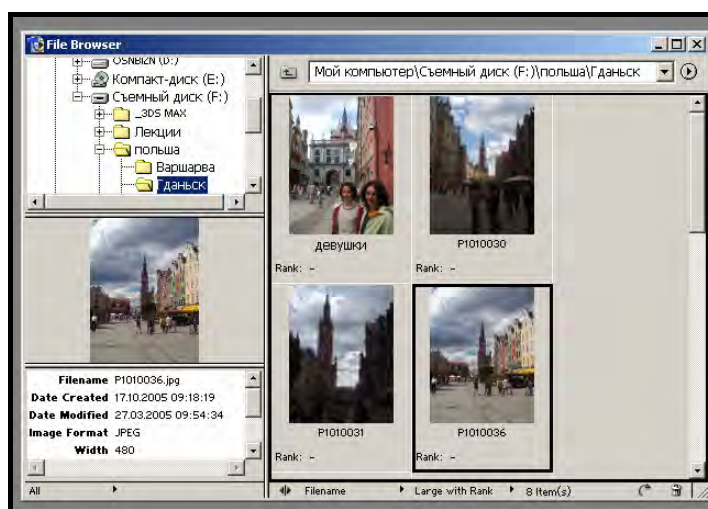 File Browser
OSNBIZN (D:)
Компакт-диск (E:)
Съемный диск (F:)
_3DS MAX
Лекции
польша
Варшарва
Гданьск
Мой компьютер\Съемный диск (F:)\польша\Гданьск
девушки
P1010030
Rank: -
Rank: -
P1010031
P1010036
Rank: -
Rank: -
Filename P1010036.jpg
Date Created 17.10.2005 09:18:19
Date Modified 27.03.2005 09:54:34
Image Format JPEG
Width 480
All
Filename
Large with Rank
8 Item(s)